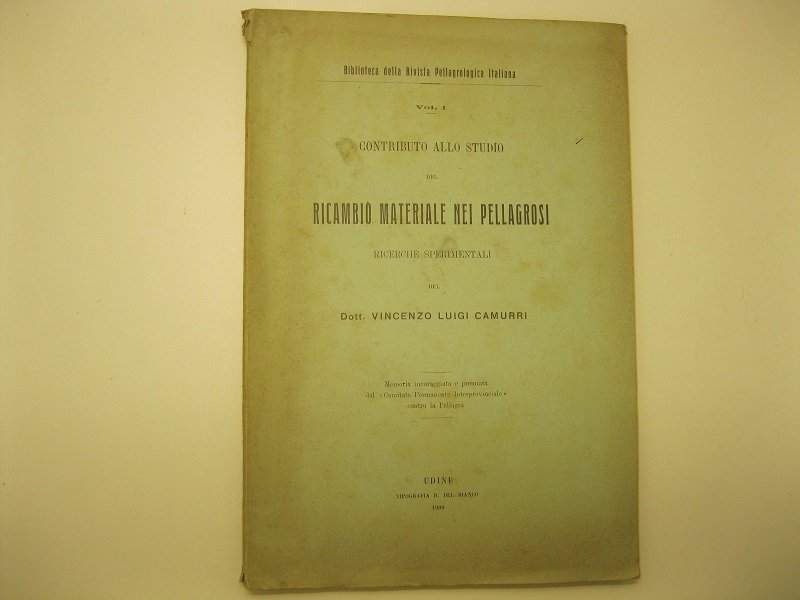 Biblioteca della Rivista Pellagrologica Italiana
Vol. I
CONTRIBUTO ALLO STUDIO
DEL
RICAMBIÒ MATERIALE NEI PELLAGROSI
RICERCHE SPERIMENTALI
DEL
Dott. VINCENZO LUIGI CAMURRI
Memoria incoraggiata e premiata
dal «Comitato Permanente Interprovinciale»
contro la Pellagra
UDINE
TIPOGRAFIA D. DEL BIANCO